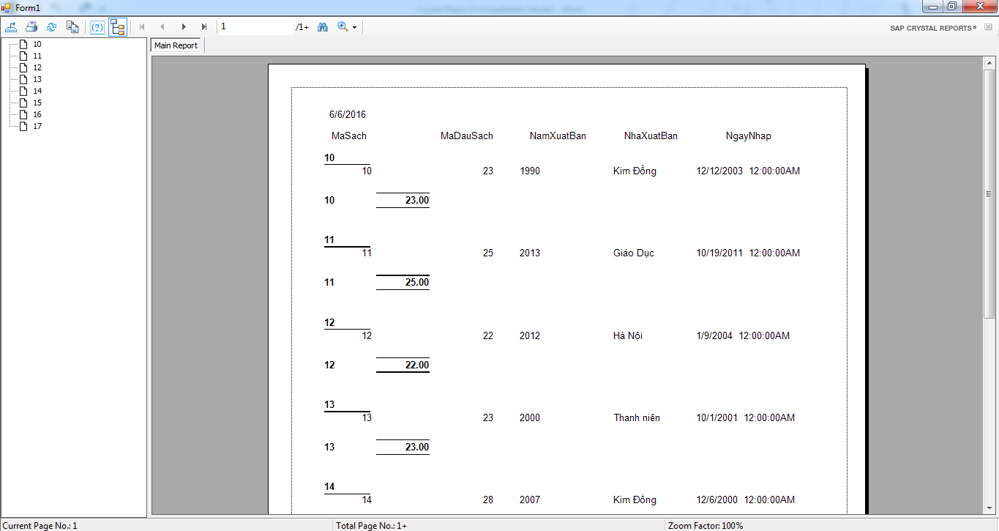 Form1
1 /1+ SAP CRYSTAL REPORTS®
10
11
12
13
14
15
16
17
Main Report
6/6/2016
MaSach MaDauSach NamXuatBan NhaXuatBan NgayNhap
10
10 23 1990 Kim Đồng 12/12/2003 12:00:00AM
10 23.00
11
11 25 2013 Giáo Dục 10/19/2011 12:00:00AM
11 25.00
12
12 22 2012 Hà Nội 1/9/2004 12:00:00AM
12 22.00
13
13 23 2000 Thanh niên 10/1/2001 12:00:00AM
13 23.00
14
14 28 2007 Kim Đồng 12/6/2000 12:00:00AM
Current Page No.: 1 Total Page No.: 1+ Zoom Factor: 100%